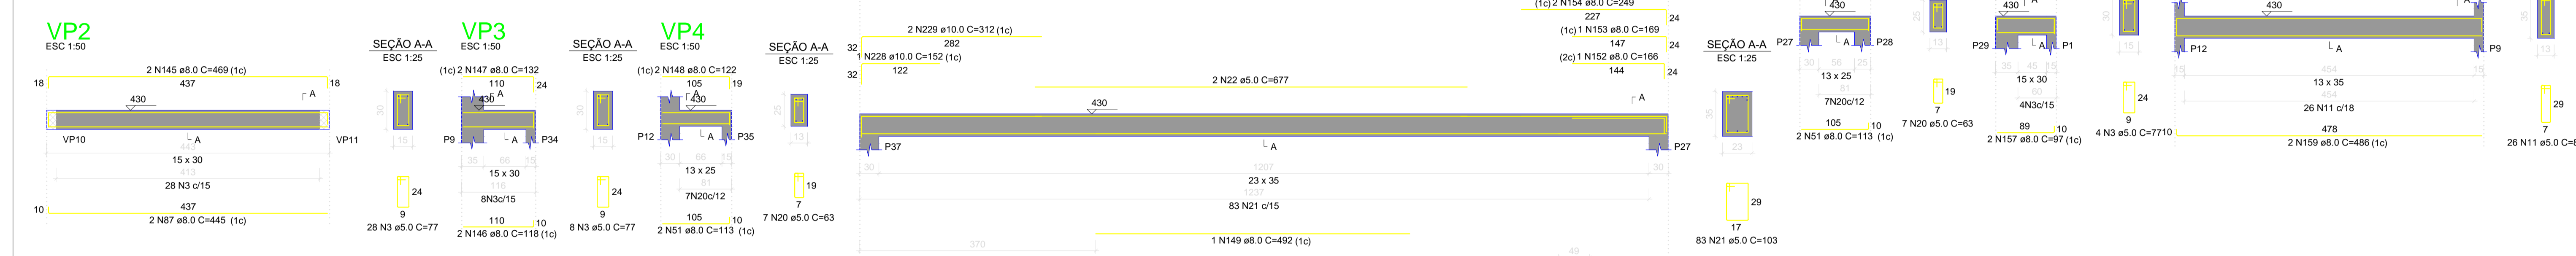 VP2
ESC 1:50
2 N145 ø8.0 C=469 (1c)
18
437
18
430
A
A
VP10
VP11
443
15 x 30
413
28 N3 c/15
437
10
2 N87 ø8.0 C=445 (1c)
SEÇÃO A-A
ESC 1:25
30
15
24
9
28 N3 ø5.0 C=77
VP3
ESC 1:50
(1c) 2 N147 ø8.0 C=132
110
24
A
430
P9
A
P34
35
66
15
15 x 30
116
8N3c/15
110
10
2 N146 ø8.0 C=118 (1c)
SEÇÃO A-A
ESC 1:25
30
15
24
9
8 N3 ø5.0 C=77
VP4
ESC 1:50
(1c) 2 N148 ø8.0 C=122
105
19
A
430
P12
A
P35
30
66
15
13 x 25
81
7N20c/12
105
10
2 N51 ø8.0 C=113 (1c)
SEÇÃO A-A
ESC 1:25
25
13
19
7
7 N20 ø5.0 C=63
2 N229 ø10.0 C=312 (1c)
32
282
1 N228 ø10.0 C=152 (1c)
32
122
2 N22 ø5.0 C=677
(1c) 2 N154 ø8.0 C=249
227
24
(1c) 1 N153 ø8.0 C=169
147
24
(2c) 1 N152 ø8.0 C=166
144
24
430
A
P37
A
P27
30
1207
30
23 x 35
1237
83 N21 c/15
370
1 N149 ø8.0 C=492 (1c)
49
SEÇÃO A-A
ESC 1:25
35
23
29
17
83 N21 ø5.0 C=103
430
P27
A
P28
30
56
25
13 x 25
81
7N20c/12
105
10
2 N51 ø8.0 C=113 (1c)
25
13
19
7
7 N20 ø5.0 C=63
430
P29
A
P1
35
45
15
15 x 30
60
4N3c/15
89
10
2 N157 ø8.0 C=97 (1c)
30
15
24
9
4 N3 ø5.0 C=77
430
P12
A
P9
15
454
15
13 x 35
454
26 N11 c/18
10
478
2 N159 ø8.0 C=486 (1c)
35
13
29
7
26 N11 ø5.0